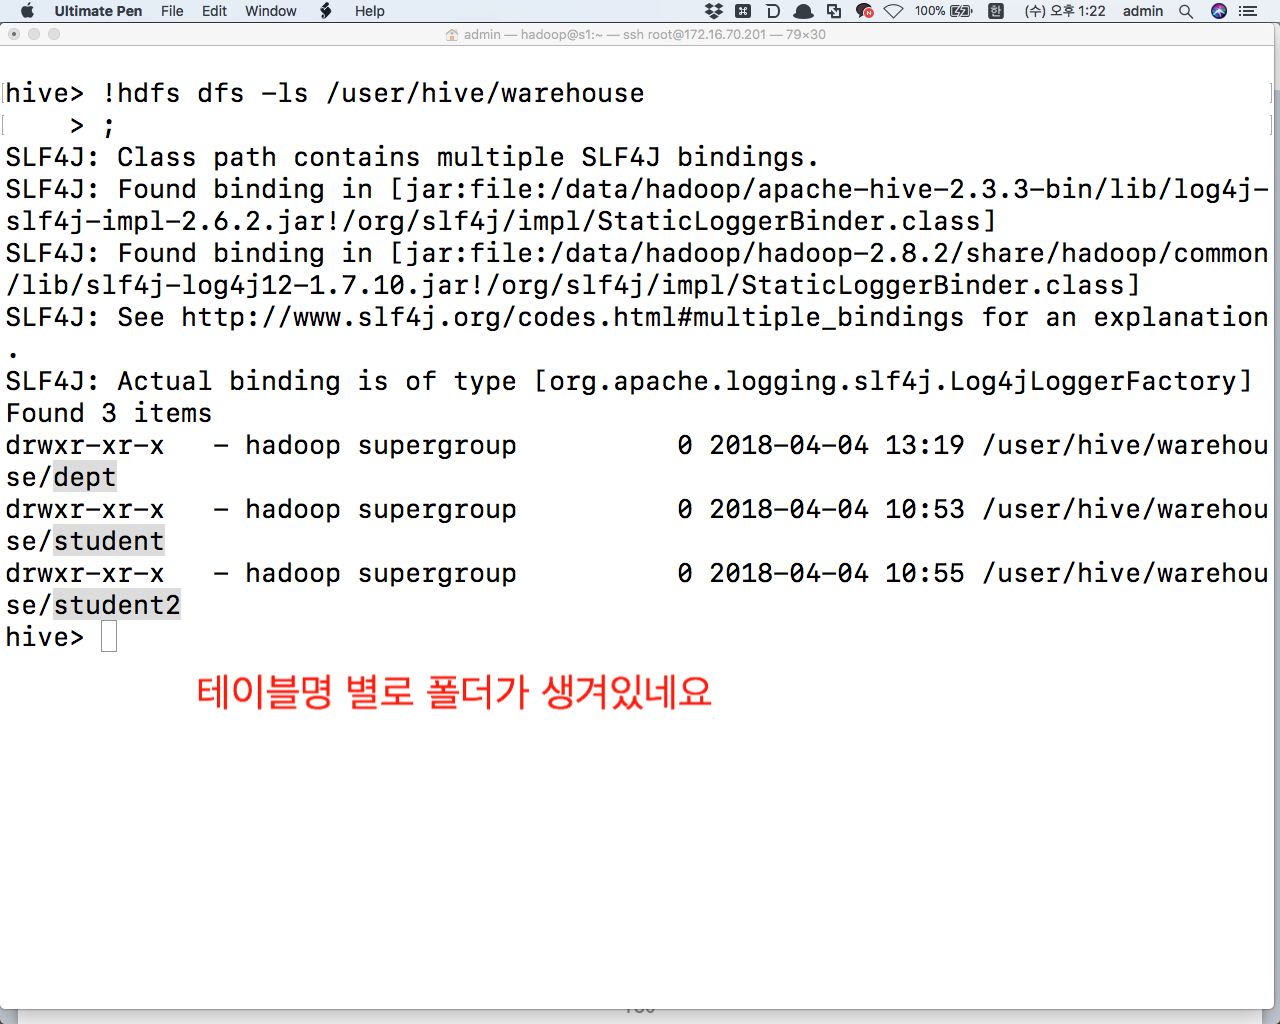 Ultimate Pen File Edit Window Help 100% 한 (수) 오후 1:22 admin
admin — hadoop@s1:~ — ssh root@172.16.70.201 — 79×30
hive> !hdfs dfs -ls /user/hive/warehouse
> ;
SLF4J: Class path contains multiple SLF4J bindings.
SLF4J: Found binding in [jar:file:/data/hadoop/apache-hive-2.3.3-bin/lib/log4j-
slf4j-impl-2.6.2.jar!/org/slf4j/impl/StaticLoggerBinder.class]
SLF4J: Found binding in [jar:file:/data/hadoop/hadoop-2.8.2/share/hadoop/common
/lib/slf4j-log4j12-1.7.10.jar!/org/slf4j/impl/StaticLoggerBinder.class]
SLF4J: See http://www.slf4j.org/codes.html#multiple_bindings for an explanation
.
SLF4J: Actual binding is of type [org.apache.logging.slf4j.Log4jLoggerFactory]
Found 3 items
drwxr-xr-x - hadoop supergroup 0 2018-04-04 13:19 /user/hive/warehou
se/dept
drwxr-xr-x - hadoop supergroup 0 2018-04-04 10:53 /user/hive/warehou
se/student
drwxr-xr-x - hadoop supergroup 0 2018-04-04 10:55 /user/hive/warehou
se/student2
hive>
테이블명 별로 폴더가 생겨있네요